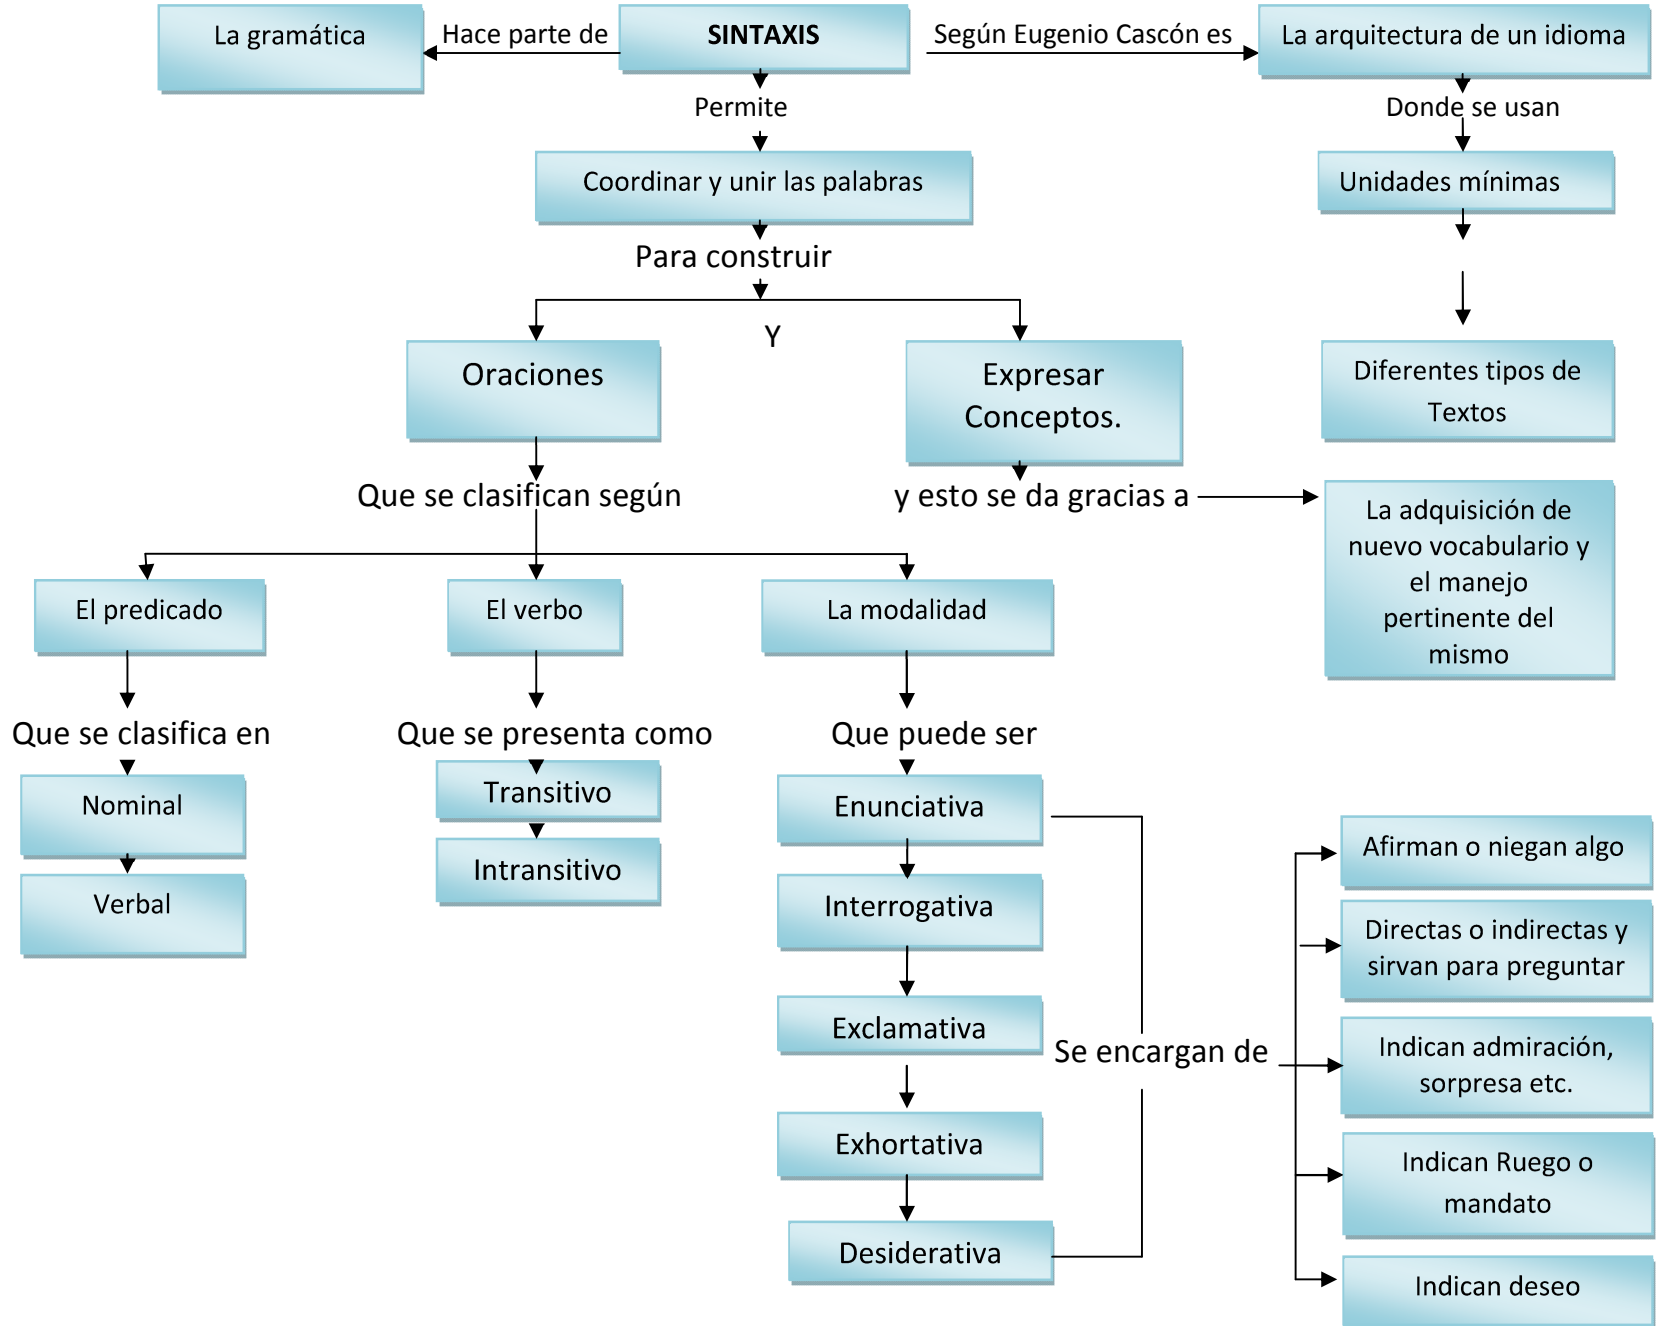 La gramática
Hace parte de
SINTAXIS
Según Eugenio Cascón es
La arquitectura de un idioma
Permite
Donde se usan
Coordinar y unir las palabras
Unidades mínimas
Para construir
Y
Oraciones
Expresar
Conceptos.
Diferentes tipos de
Textos
Que se clasifican según
y esto se da gracias a
La adquisición de
nuevo vocabulario y
el manejo
pertinente del
mismo
El predicado
El verbo
La modalidad
Que se clasifica en
Que se presenta como
Que puede ser
Nominal
Verbal
Transitivo
Intransitivo
Enunciativa
Interrogativa
Exclamativa
Exhortativa
Desiderativa
Se encargan de
Afirman o niegan algo
Directas o indirectas y
sirvan para preguntar
Indican admiración,
sorpresa etc.
Indican Ruego o
mandato
Indican deseo